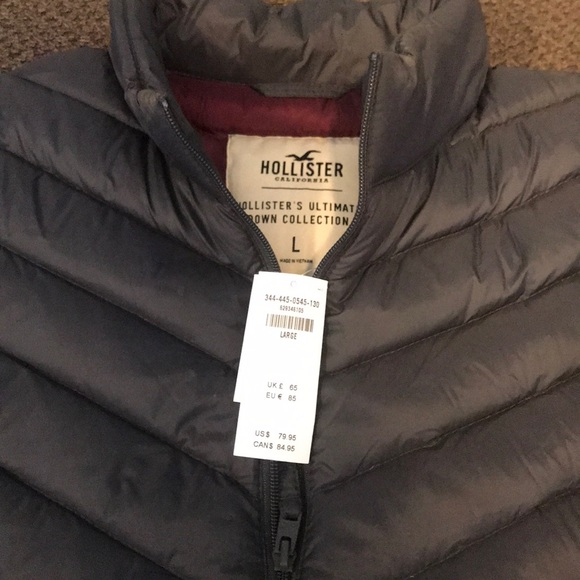 HOLLISTER
CALIFORNIA
HOLLISTER'S ULTIMAT
DOWN COLLECTION
L
MADE IN VIETNAM
344-445-0545-130
LARGE
UK £ 65
EU € 85
US$ 79.95
CAN$ 84.95